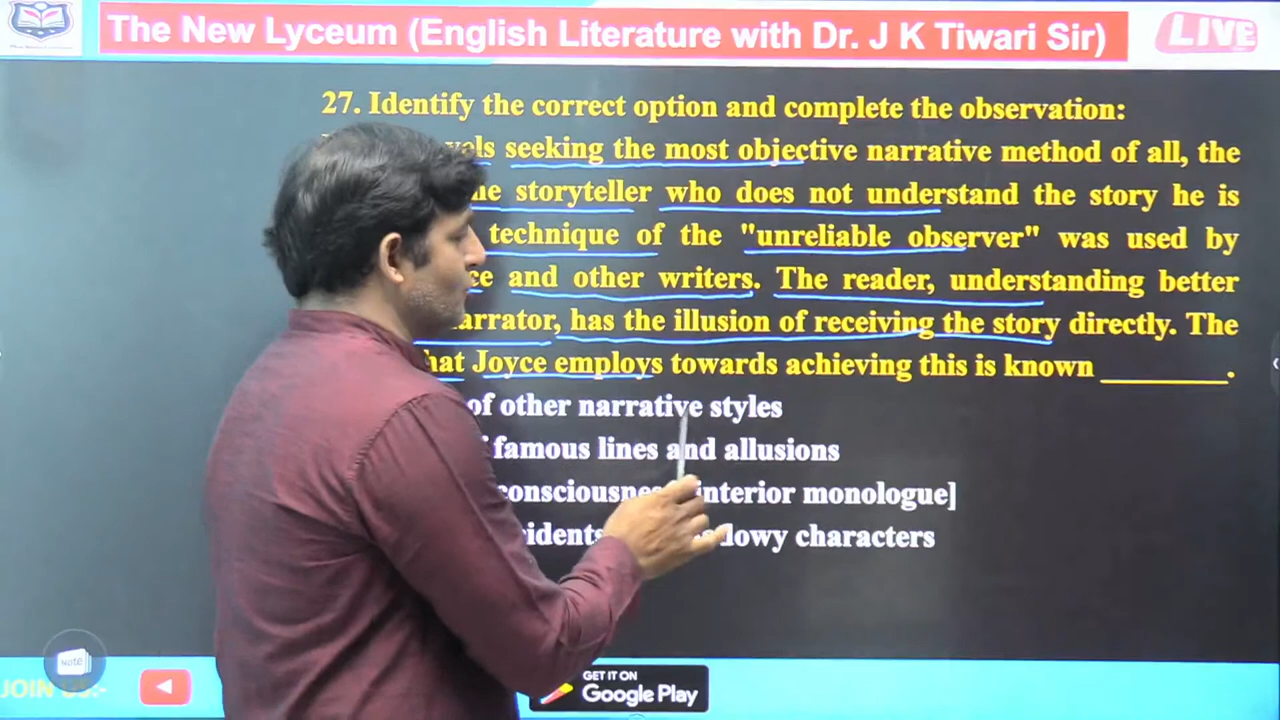 The New Lyceum (English Literature with Dr. J K Tiwari Sir)
LIVE
27. Identify the correct option and complete the observation:
seeking the most objective narrative method of all, the
storyteller who does not understand the story he is
technique of the "unreliable observer" was used by
and other writers. The reader, understanding better
has the illusion of receiving the story directly. The
Joyce employs towards achieving this is known ________.
of other narrative styles
famous lines and allusions
interior monologue]
characters
NOTE
JOIN US:-
GET IT ON
Google Play